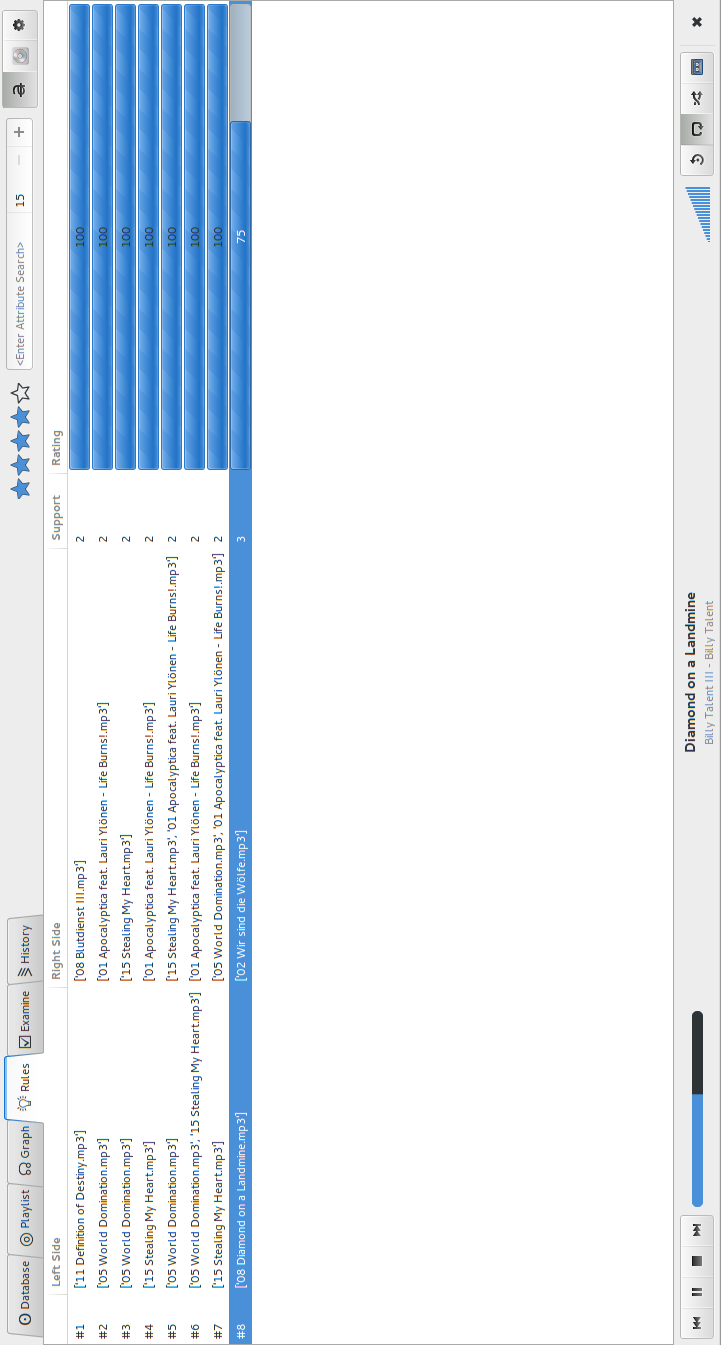 Database
Playlist
Graph
Rules
Examine
History
<Enter Attribute Search>
15
Left Side Right Side Support Rating
#1 ['11 Definition of Destiny.mp3'] ['08 Blutdienst III.mp3'] 2 100
#2 ['05 World Domination.mp3'] ['01 Apocalyptica feat. Lauri Ylönen - Life Burns!.mp3'] 2 100
#3 ['05 World Domination.mp3'] ['15 Stealing My Heart.mp3'] 2 100
#4 ['15 Stealing My Heart.mp3'] ['01 Apocalyptica feat. Lauri Ylönen - Life Burns!.mp3'] 2 100
#5 ['05 World Domination.mp3'] ['15 Stealing My Heart.mp3', '01 Apocalyptica feat. Lauri Ylönen - Life Burns!.mp3'] 2 100
#6 ['05 World Domination.mp3', '15 Stealing My Heart.mp3'] ['01 Apocalyptica feat. Lauri Ylönen - Life Burns!.mp3'] 2 100
#7 ['15 Stealing My Heart.mp3'] ['05 World Domination.mp3', '01 Apocalyptica feat. Lauri Ylönen - Life Burns!.mp3'] 2 100
#8 ['08 Diamond on a Landmine.mp3'] ['02 Wir sind die Wölfe.mp3'] 3 75
Diamond on a Landmine
Billy Talent III - Billy Talent